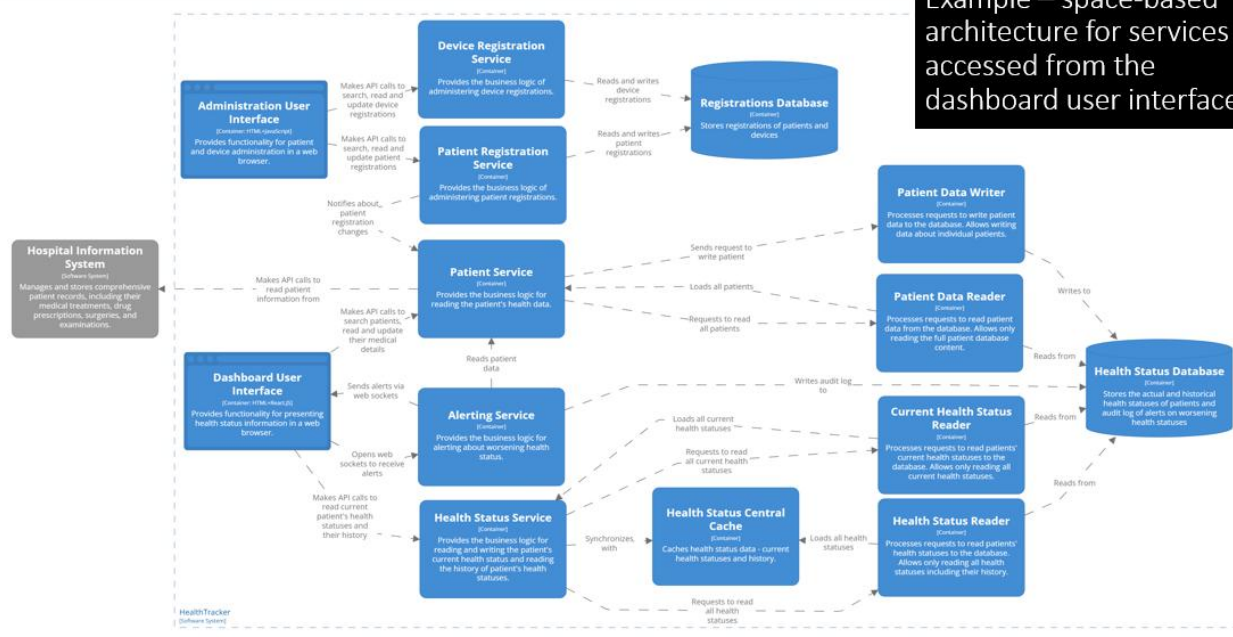 Example – space-based
architecture for services
accessed from the
dashboard user interface
Device Registration
Service
[Container]
Provides the business logic of
administering device registrations.
Makes API calls to
search, read and
update device
registrations
Reads and writes
device
registrations
Administration User
Interface
[Container: HTML+JavaScript]
Provides functionality for patient
and device administration in a web
browser.
Registrations Database
[Container]
Stores registrations of patients and
devices
Makes API calls to
search, read and
update patient
registrations
Reads and writes
patient
registrations
Patient Registration
Service
[Container]
Provides the business logic of
administering patient registrations.
Patient Data Writer
[Container]
Processes requests to write patient
data to the database. Allows writing
data about individual patients.
Notifies about
patient
registration
changes
Hospital Information
System
[Software System]
Manages and stores comprehensive
patient records, including their
medical treatments, drug
prescriptions, surgeries, and
examinations.
Makes API calls to
read patient
information from
Patient Service
[Container]
Provides the business logic for
reading the patient's health data.
Sends request to
write patient
Loads all patients
Requests to read
all patients
Writes to
Patient Data Reader
[Container]
Processes requests to read patient
data from the database. Allows only
reading the full patient database
content.
Reads from
Makes API calls to
search patients,
read and update
their medical
details
Reads patient
data
Health Status Database
[Container]
Stores the actual and historical
health statuses of patients and
audit log of alerts on worsening
health statuses
Dashboard User
Interface
[Container: HTML+ReactJS]
Provides functionality for presenting
health status information in a web
browser.
Sends alerts via
web sockets
Alerting Service
[Container]
Provides the business logic for
alerting about worsening health
status.
Writes audit log
to
Opens web
sockets to receive
alerts
Loads all current
health statuses
Requests to read
all current health
statuses
Current Health Status
Reader
[Container]
Processes requests to read patients'
current health statuses to the
database. Allows only reading all
current health statuses.
Reads from
Reads from
Makes API calls to
read current
patient's health
statuses and
their history
Health Status Service
[Container]
Provides the business logic for
reading and writing the patient's
current health status and reading
the history of patient's health
statuses.
Synchronizes
with
Health Status Central
Cache
[Container]
Caches health status data - current
health statuses and history.
Loads all health
statuses
Health Status Reader
[Container]
Processes requests to read patients'
health statuses to the database.
Allows only reading all health
statuses including their history.
Requests to read
all health
statuses
HealthTracker
[Software System]